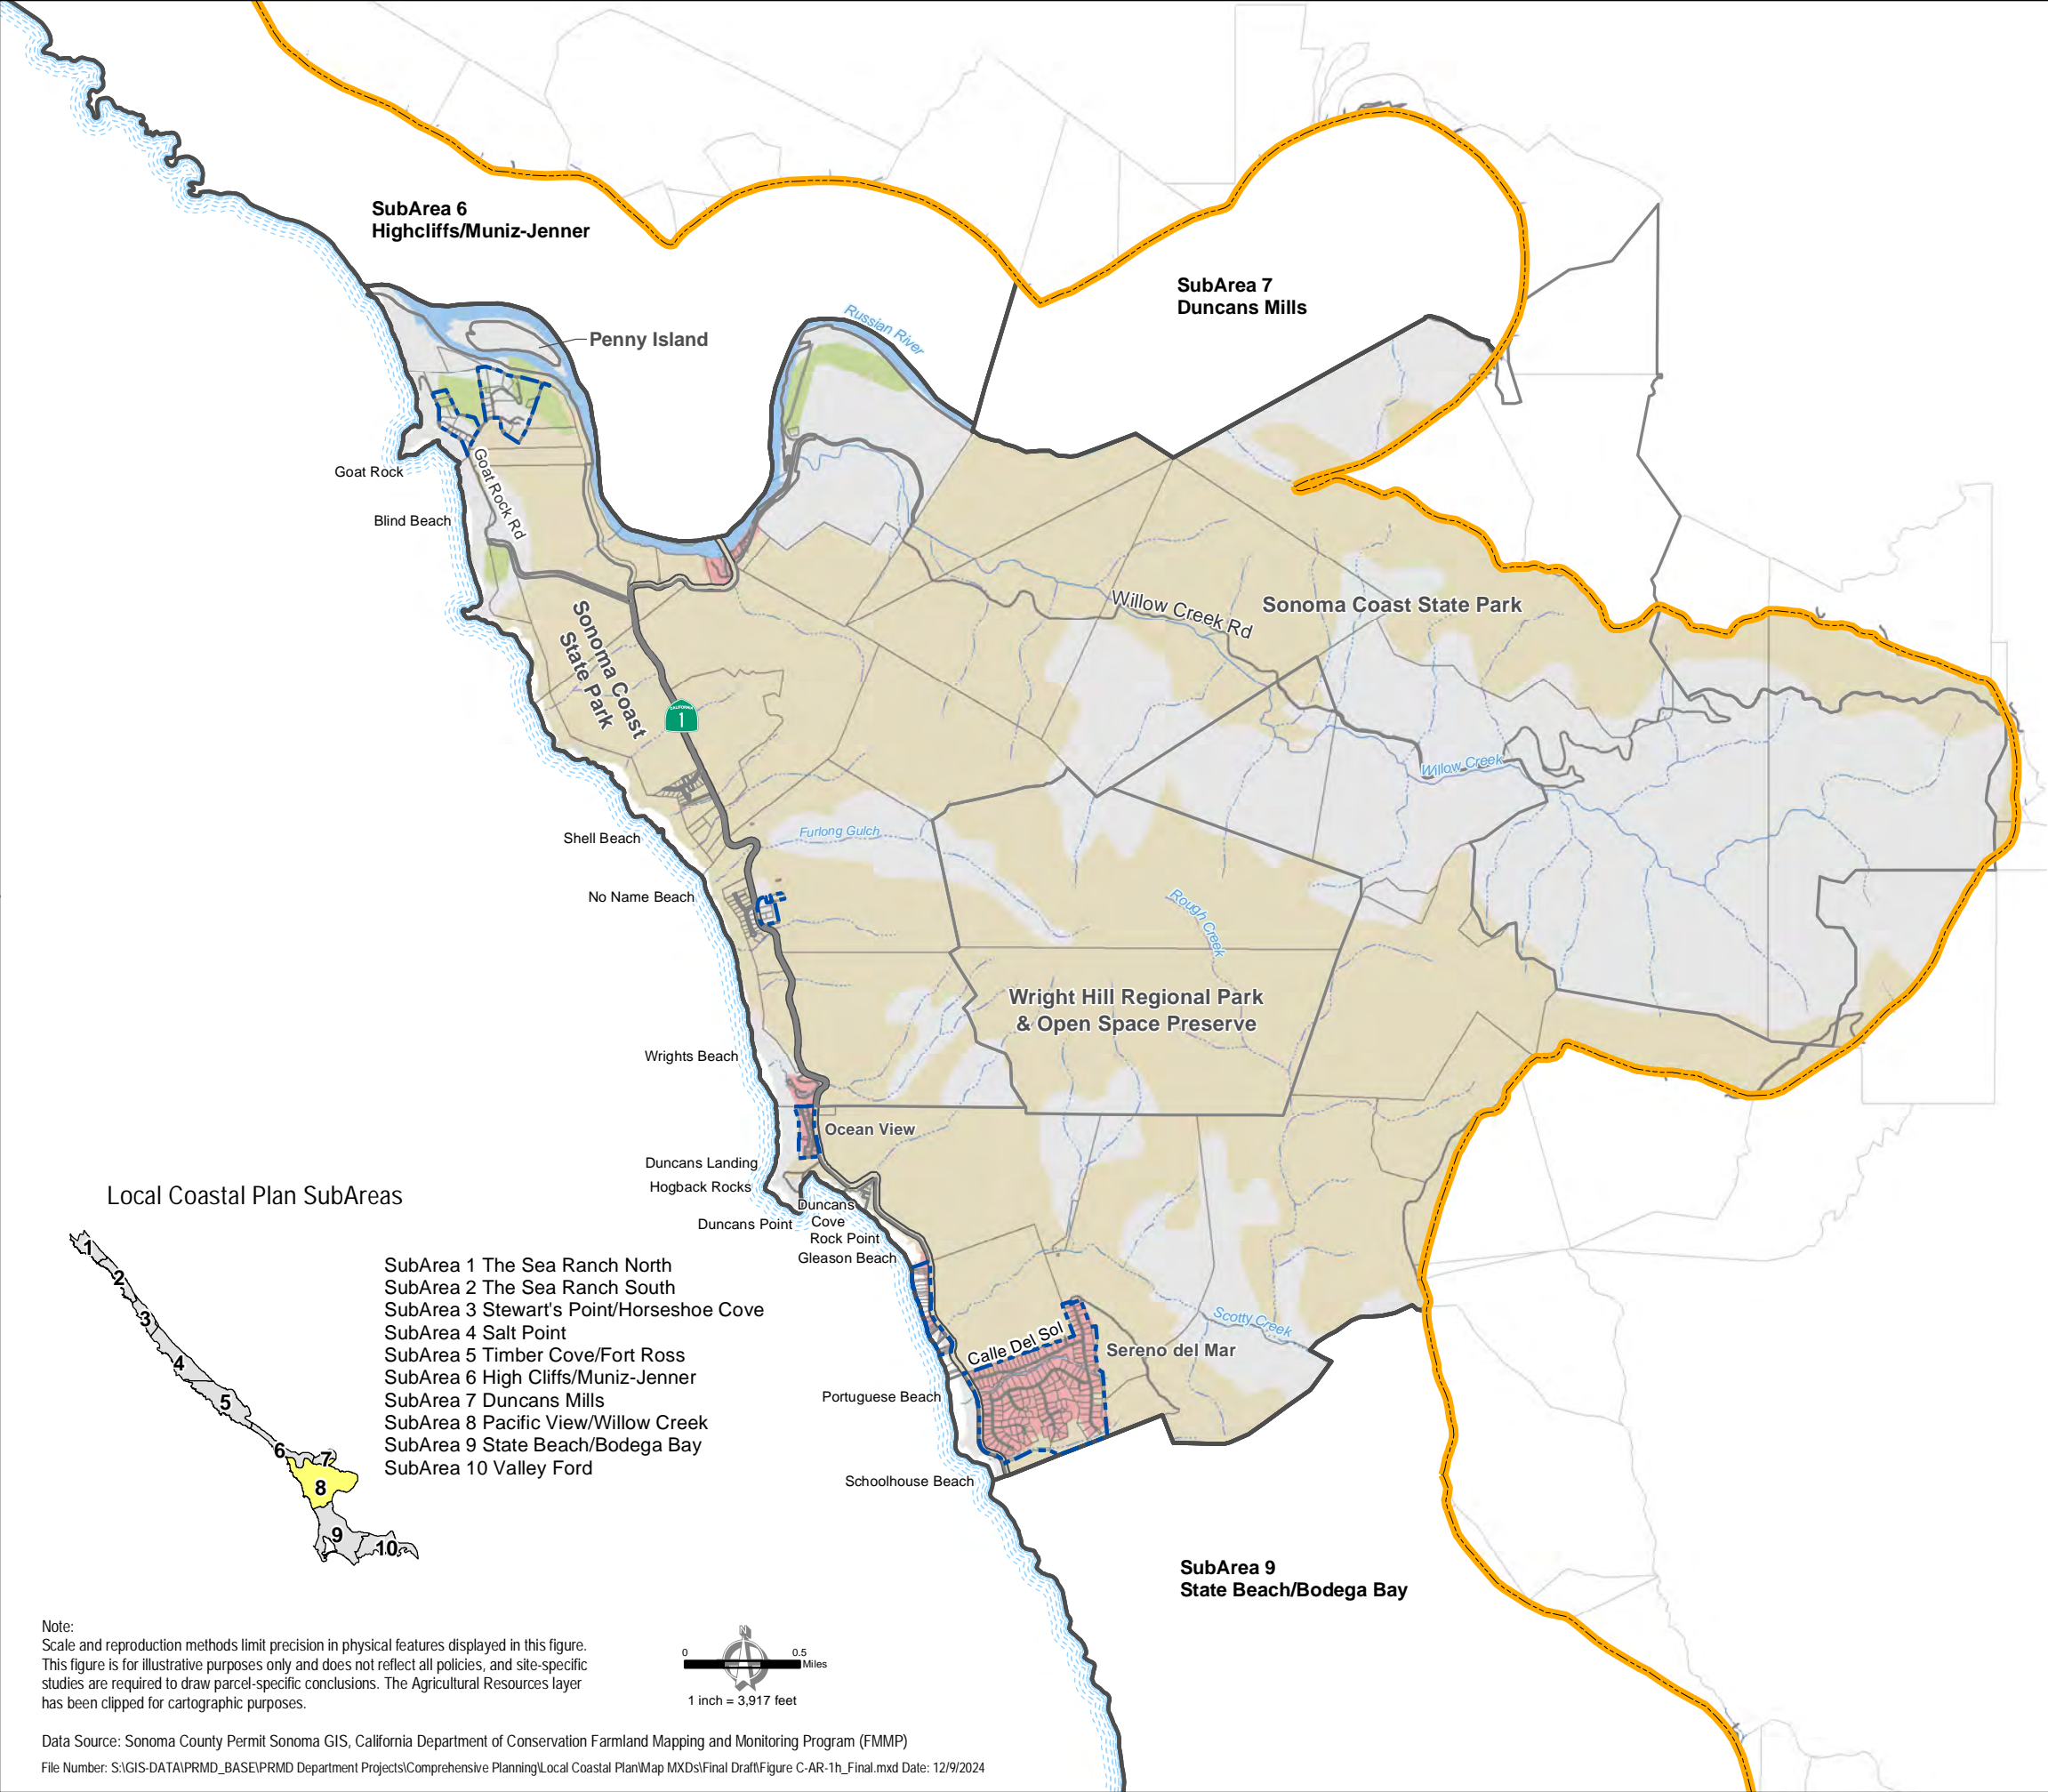 SubArea 6
Highcliffs/Muniz-Jenner
SubArea 7
Duncans Mills
Russian River
Penny Island
Goat Rock
Goat Rock Rd
Blind Beach
Willow Creek Rd
Sonoma Coast State Park
Sonoma Coast
State Park
CALIFORNIA
1
Willow Creek
Shell Beach
Furlong Gulch
No Name Beach
Rough Creek
Wright Hill Regional Park
& Open Space Preserve
Wrights Beach
Ocean View
Duncans Landing
Hogback Rocks
Duncans Point
Duncans
Cove
Rock Point
Gleason Beach
Scotty Creek
Calle Del Sol
Sereno del Mar
Portuguese Beach
Schoolhouse Beach
SubArea 9
State Beach/Bodega Bay
Local Coastal Plan SubAreas
1
2
3
4
5
6
7
8
9
10
SubArea 1 The Sea Ranch North
SubArea 2 The Sea Ranch South
SubArea 3 Stewart's Point/Horseshoe Cove
SubArea 4 Salt Point
SubArea 5 Timber Cove/Fort Ross
SubArea 6 High Cliffs/Muniz-Jenner
SubArea 7 Duncans Mills
SubArea 8 Pacific View/Willow Creek
SubArea 9 State Beach/Bodega Bay
SubArea 10 Valley Ford
Note:
Scale and reproduction methods limit precision in physical features displayed in this figure.
This figure is for illustrative purposes only and does not reflect all policies, and site-specific
studies are required to draw parcel-specific conclusions. The Agricultural Resources layer
has been clipped for cartographic purposes.
N
0 0.5
Miles
1 inch = 3,917 feet
Data Source: Sonoma County Permit Sonoma GIS, California Department of Conservation Farmland Mapping and Monitoring Program (FMMP)
File Number: S:\GIS-DATA\PRMD_BASE\PRMD Department Projects\Comprehensive Planning\Local Coastal Plan\Map MXDs\Final Draft\Figure C-AR-1h_Final.mxd Date: 12/9/2024